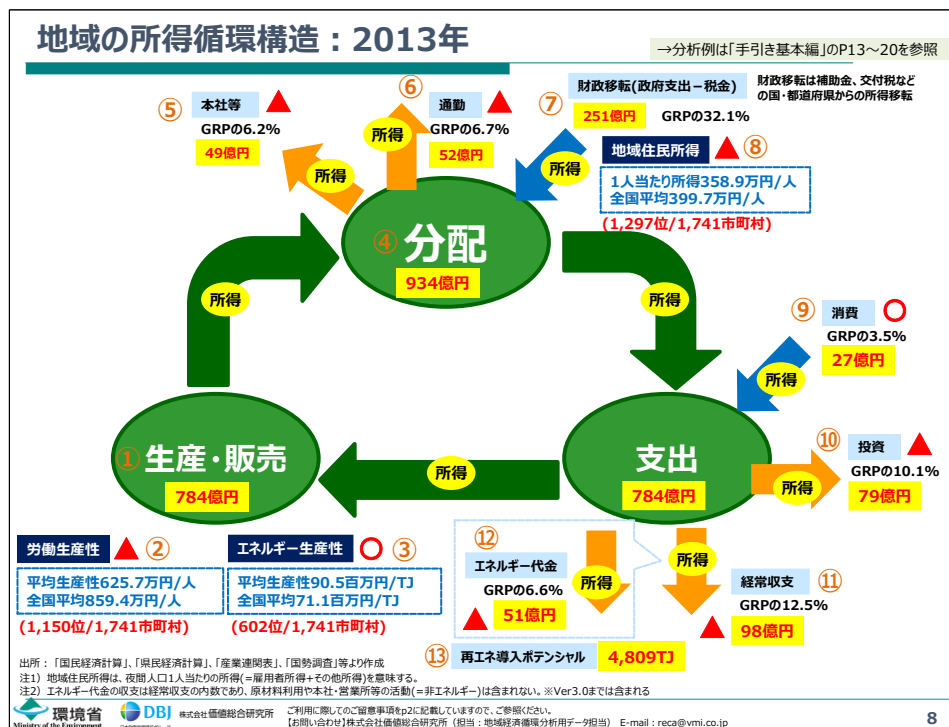 地域の所得循環構造：2013年
→分析例は「手引き基本編」のP13～20を参照
⑤ 本社等 ▲
GRPの6.2%
49億円
所得
⑥
通勤 ▲
GRPの6.7%
52億円
所得
⑦ 財政移転(政府支出－税金)
251億円 GRPの32.1%
所得
財政移転は補助金、交付税など
の国・都道府県からの所得移転
地域住民所得 ▲ ⑧
1人当たり所得358.9万円/人
全国平均399.7万円/人
(1,297位/1,741市町村)
④ 分配
934億円
所得
所得
⑨ 消費 ○
GRPの3.5%
27億円
所得
① 生産・販売
784億円
所得
支出
784億円
⑩ 投資 ▲
GRPの10.1%
79億円
所得
労働生産性 ▲ ②
平均生産性625.7万円/人
全国平均859.4万円/人
(1,150位/1,741市町村)
エネルギー生産性 ○ ③
平均生産性90.5百万円/TJ
全国平均71.1百万円/TJ
(602位/1,741市町村)
⑫
エネルギー代金
GRPの6.6%
▲ 51億円
所得
所得
経常収支 ⑪
GRPの12.5%
▲ 98億円
⑬ 再エネ導入ポテンシャル 4,809TJ
出所：「国民経済計算」、「県民経済計算」、「産業連関表」、「国勢調査」等より作成
注1）地域住民所得は、夜間人口1人当たりの所得(=雇用者所得+その他所得)を意味する。
注2）エネルギー代金の収支は経常収支の内数であり、原材料利用や本社・営業所等の活動(=非エネルギー)は含まれない。※Ver3.0までは含まれる
環境省
Ministry of the Environment
DBJ
株式会社価値総合研究所
ご利用に際してのご留意事項をp2に記載していますので、ご参照ください。
【お問い合わせ】株式会社価値総合研究所（担当：地域経済循環分析用データ担当） E-mail：reca@vmi.co.jp
8